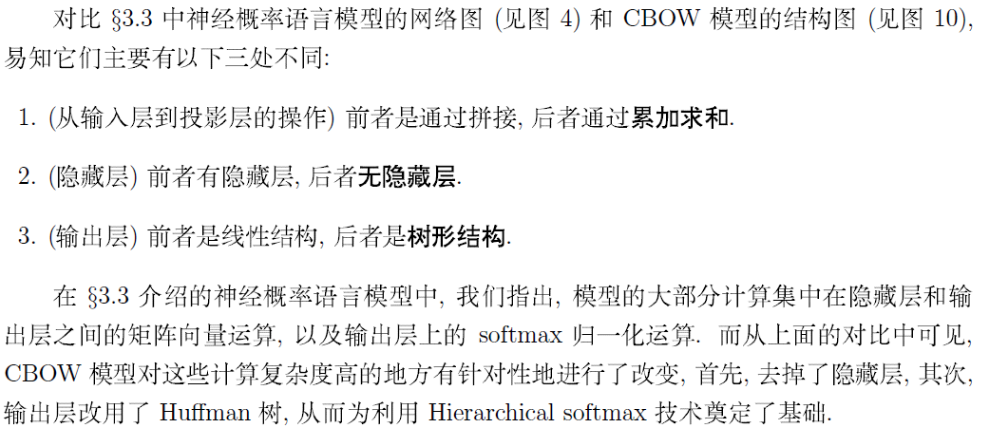 对比 §3.3 中神经概率语言模型的网络图 (见图 4) 和 CBOW 模型的结构图 (见图 10),
易知它们主要有以下三处不同:
1. (从输入层到投影层的操作) 前者是通过拼接, 后者通过累加求和.
2. (隐藏层) 前者有隐藏层, 后者无隐藏层.
3. (输出层) 前者是线性结构, 后者是树形结构.
在 §3.3 介绍的神经概率语言模型中, 我们指出, 模型的大部分计算集中在隐藏层和输
出层之间的矩阵向量运算, 以及输出层上的 softmax 归一化运算. 而从上面的对比中可见,
CBOW 模型对这些计算复杂度高的地方有针对性地进行了改变, 首先, 去掉了隐藏层, 其次,
输出层改用了 Huffman 树, 从而为利用 Hierarchical softmax 技术奠定了基础.